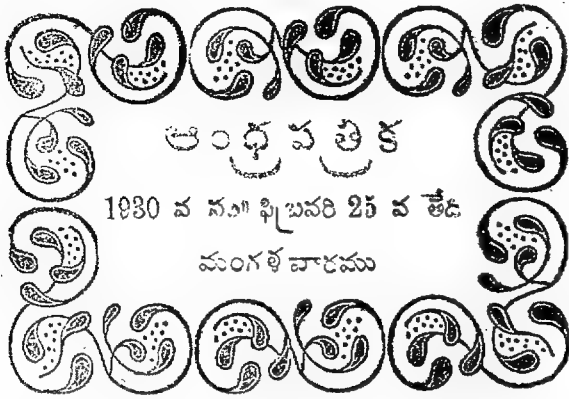 ఆంధ్రపత్రిక
1930 వ సం॥ ఫిబ్రవరి 25 వ తేది
మంగళవారము